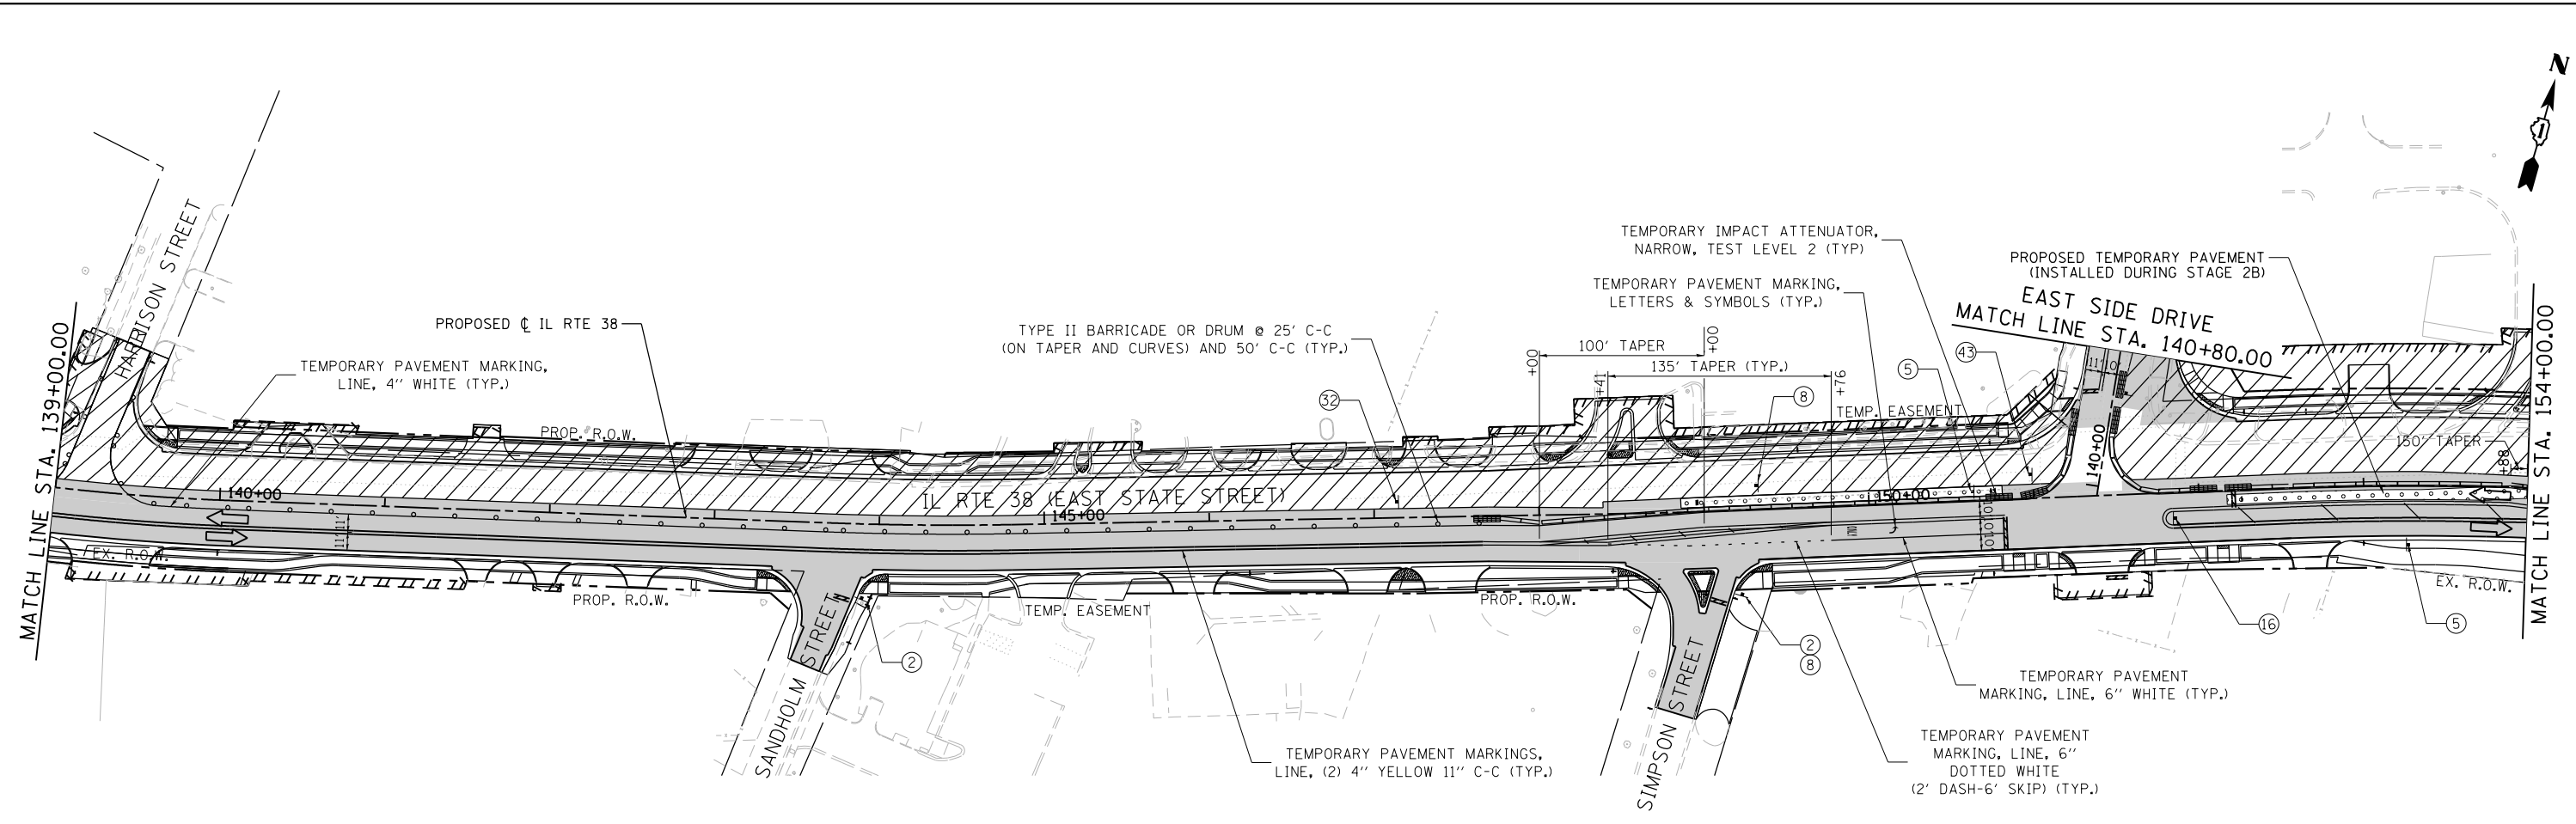 N
HARRISON STREET
MATCH LINE STA. 139+00.00
PROPOSED ℄ IL RTE 38
TEMPORARY PAVEMENT MARKING,
LINE, 4'' WHITE (TYP.)
TYPE II BARRICADE OR DRUM @ 25' C-C
(ON TAPER AND CURVES) AND 50' C-C (TYP.)
TEMPORARY IMPACT ATTENUATOR,
NARROW, TEST LEVEL 2 (TYP)
TEMPORARY PAVEMENT MARKING,
LETTERS & SYMBOLS (TYP.)
PROPOSED TEMPORARY PAVEMENT
(INSTALLED DURING STAGE 2B)
EAST SIDE DRIVE
MATCH LINE STA. 140+80.00
MATCH LINE STA. 154+00.00
+00
100' TAPER
+00
+41
135' TAPER (TYP.)
+76
32
8
5
43
PROP. R.O.W.
TEMP. EASEMENT
140+00
150' TAPER
+88
140+00
IL RTE 38 (EAST STATE STREET)
145+00
150+00
11'
11'
10'
10'
EX. R.O.W.
PROP. R.O.W.
TEMP. EASEMENT
PROP. R.O.W.
EX. R.O.W.
SANDHOLM STREET
2
SIMPSON STREET
2
8
16
5
TEMPORARY PAVEMENT
MARKING, LINE, 6'' WHITE (TYP.)
TEMPORARY PAVEMENT
MARKING, LINE, 6''
DOTTED WHITE
(2' DASH-6' SKIP) (TYP.)
TEMPORARY PAVEMENT MARKINGS,
LINE, (2) 4'' YELLOW 11'' C-C (TYP.)